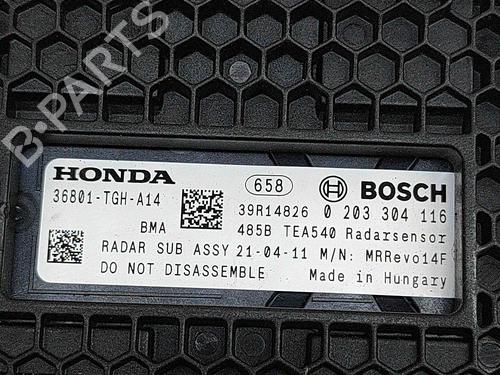 HONDA 658 BOSCH
36801-TGH-A14 39R14826 0 203 304 116
BMA 485B TEA540 Radarsensor
RADAR SUB ASSY 21-04-11 M/N: MRRevo14F
DO NOT DISASSEMBLE Made in Hungary
B-PARTS